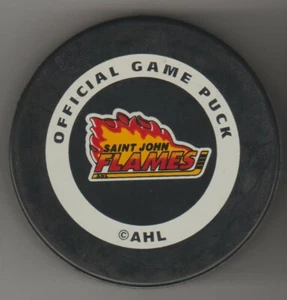 OFFICIAL GAME PUCK
SAINT JOHN
FLAMES
©AHL